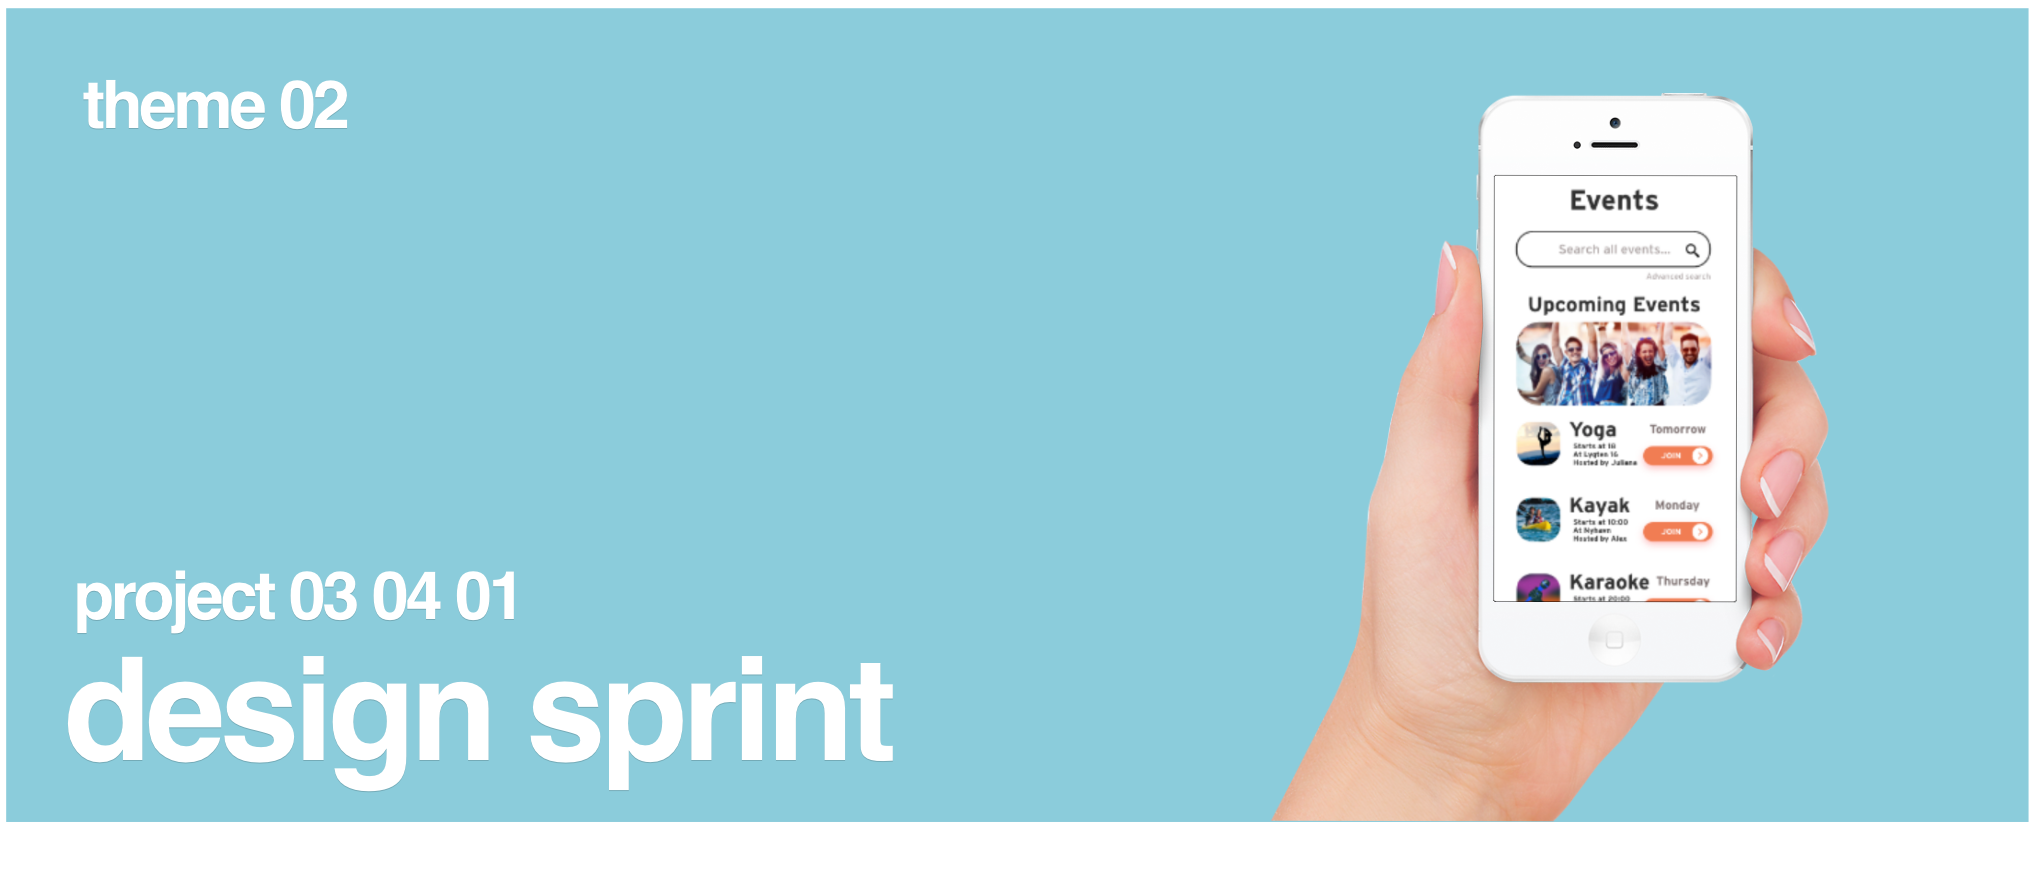 theme 02
project 03 04 01
design sprint
Events
Search all events...
Advanced search
Upcoming Events
Yoga
Tomorrow
Starts at 18
At Lygten 16
Hosted by Juliane
JOIN
Kayak
Monday
Starts at 10:00
At Nyhavn
Hosted by Alex
JOIN
Karaoke
Thursday
Starts at 20:00